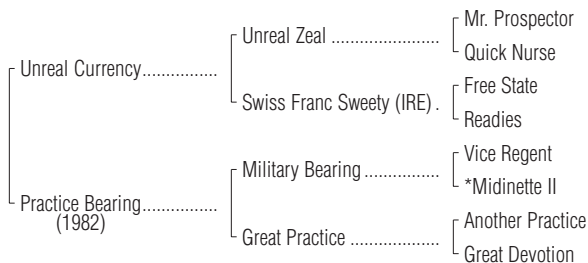 Mr. Prospector
Unreal Zeal ........................
Quick Nurse
Unreal Currency................
Free State
Swiss Franc Sweety (IRE) .
Readies
Vice Regent
Military Bearing .................
*Midinette II
Practice Bearing................
(1982)
Another Practice
Great Practice ....................
Great Devotion